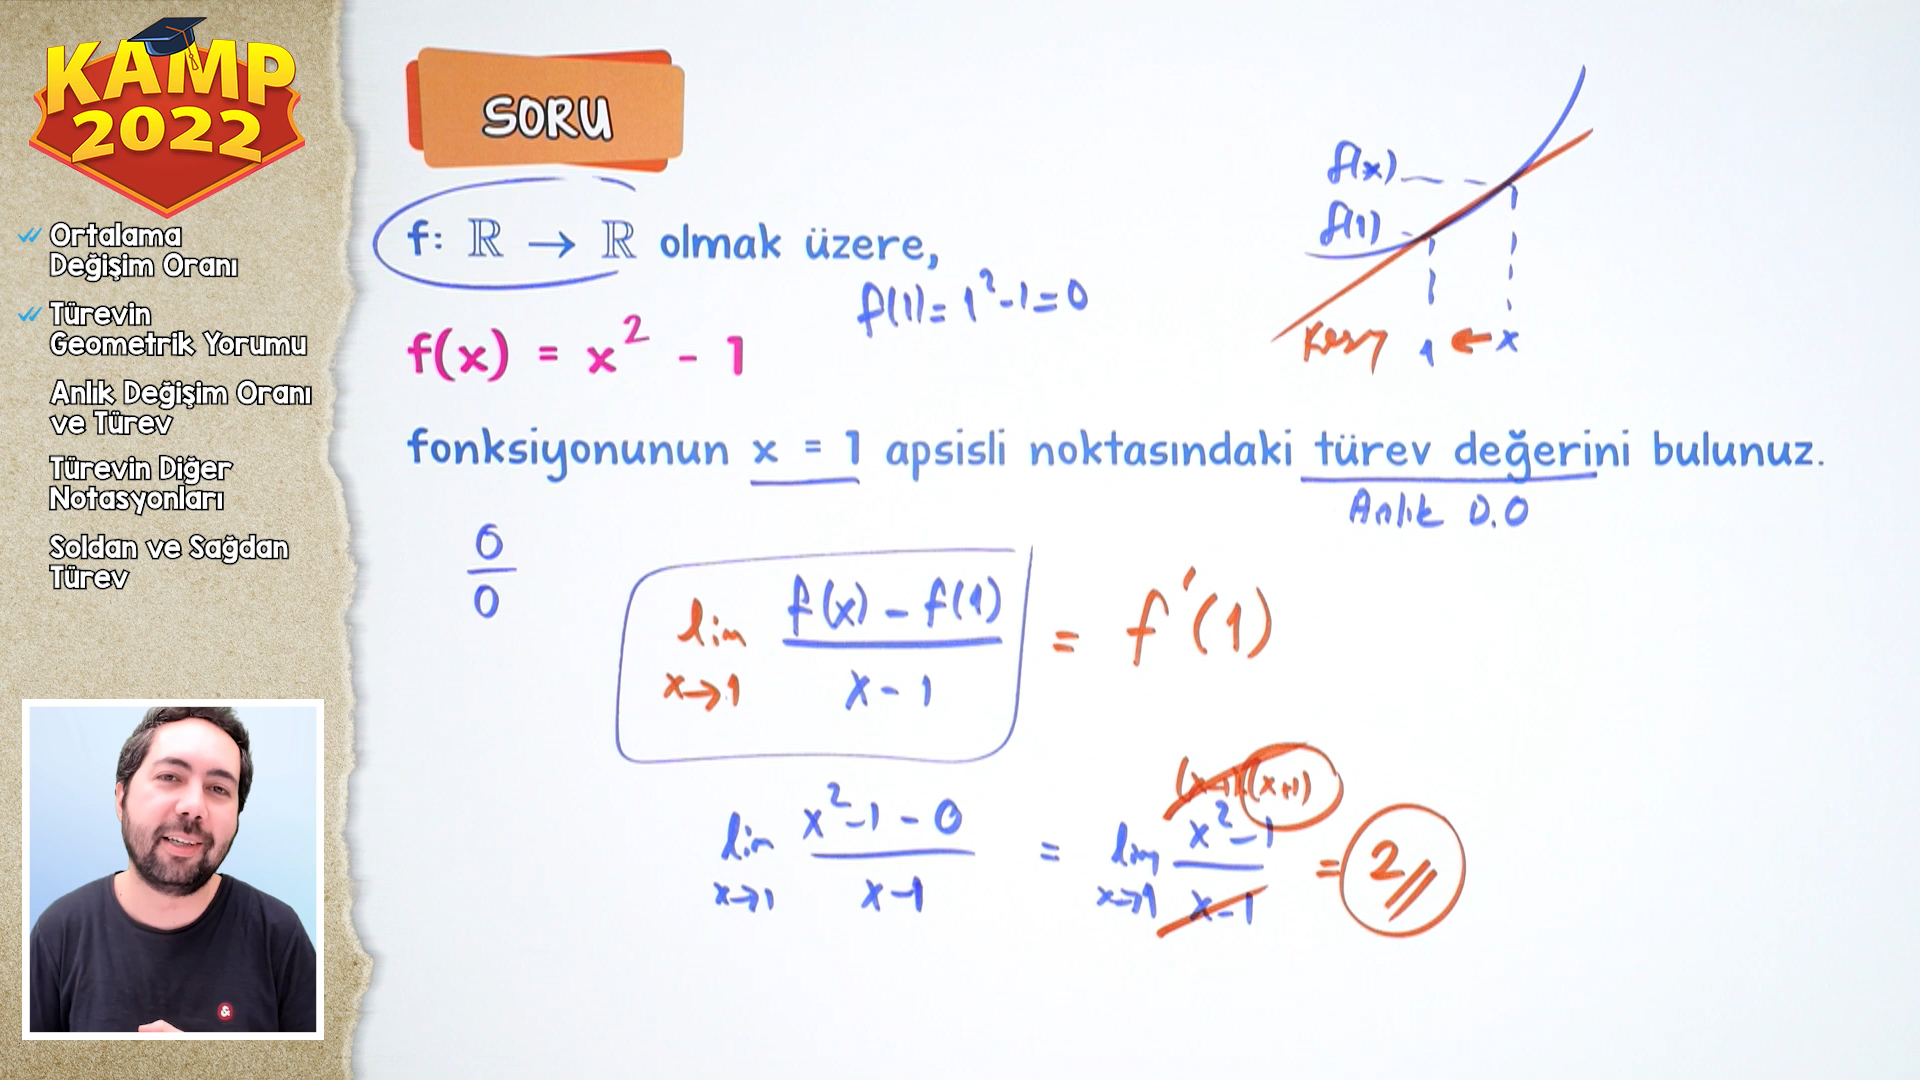 KAMP
2022
Ortalama
Değişim Oranı
Türevin
Geometrik Yorumu
Anlık Değişim Oranı
ve Türev
Türevin Diğer
Notasyonları
Soldan ve Sağdan
Türev
SORU
f: ℝ → ℝ olmak üzere,
f(1) = 1² - 1 = 0
f(x) = x² - 1
f(x)
f(1)
1 ← x
fonksiyonunun x = 1 apsisli noktasındaki türev değerini bulunuz.
Anlık D.O
0
0
lim f(x) - f(1)
x→1 x - 1
= f'(1)
lim x² - 1 - 0
x→1 x - 1
(x-1)(x+1)
= lim x² - 1
x→1 x - 1
= 2
&